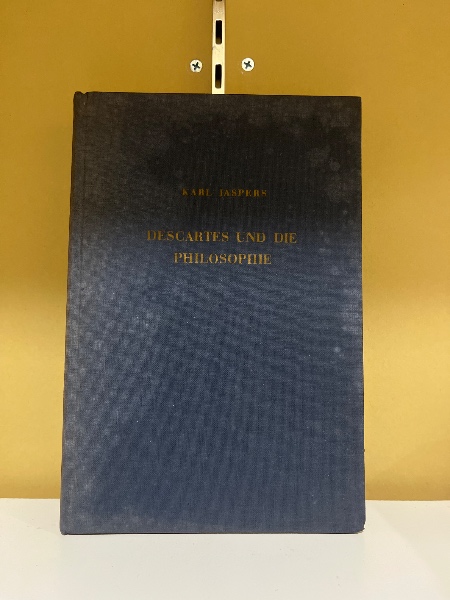 KARL JASPERS
DESCARTES UND DIE
PHILOSOPHIE